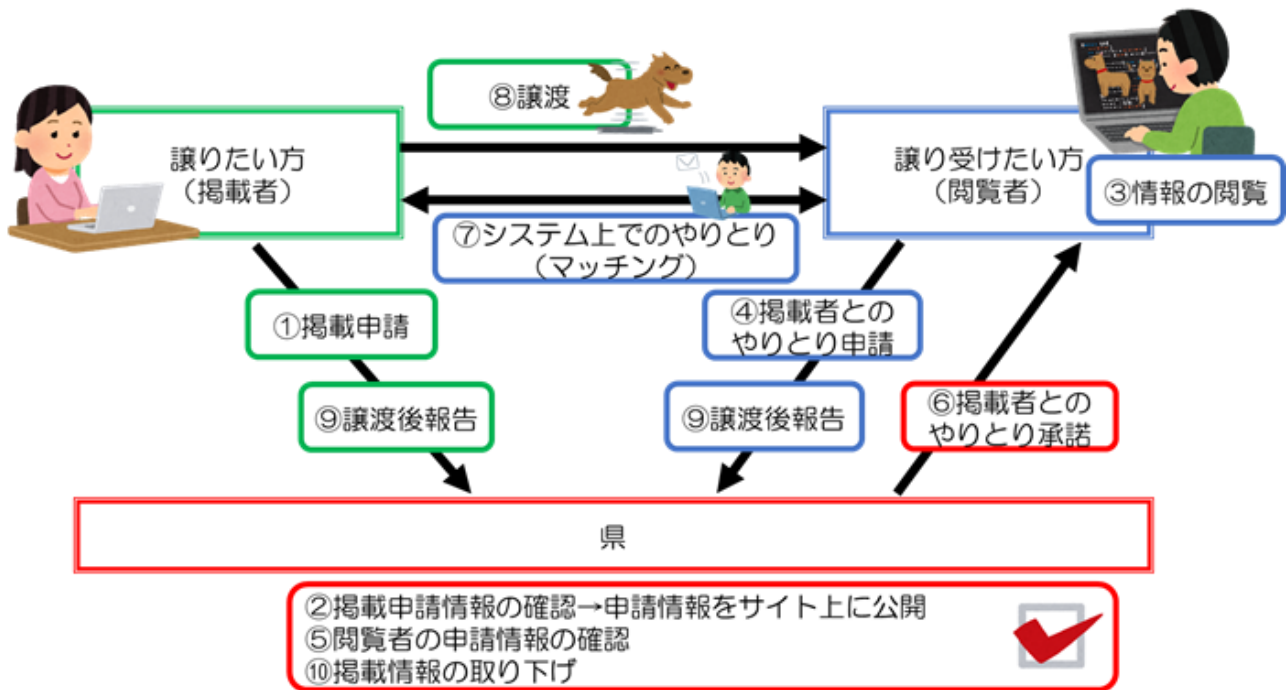 ⑧譲渡
譲りたい方
（掲載者）
譲り受けたい方
（閲覧者）
③情報の閲覧
⑦システム上でのやりとり
（マッチング）
①掲載申請
④掲載者との
やりとり申請
⑨譲渡後報告
⑨譲渡後報告
⑥掲載者との
やりとり承諾
県
②掲載申請情報の確認→申請情報をサイト上に公開
⑤閲覧者の申請情報の確認
⑩掲載情報の取り下げ